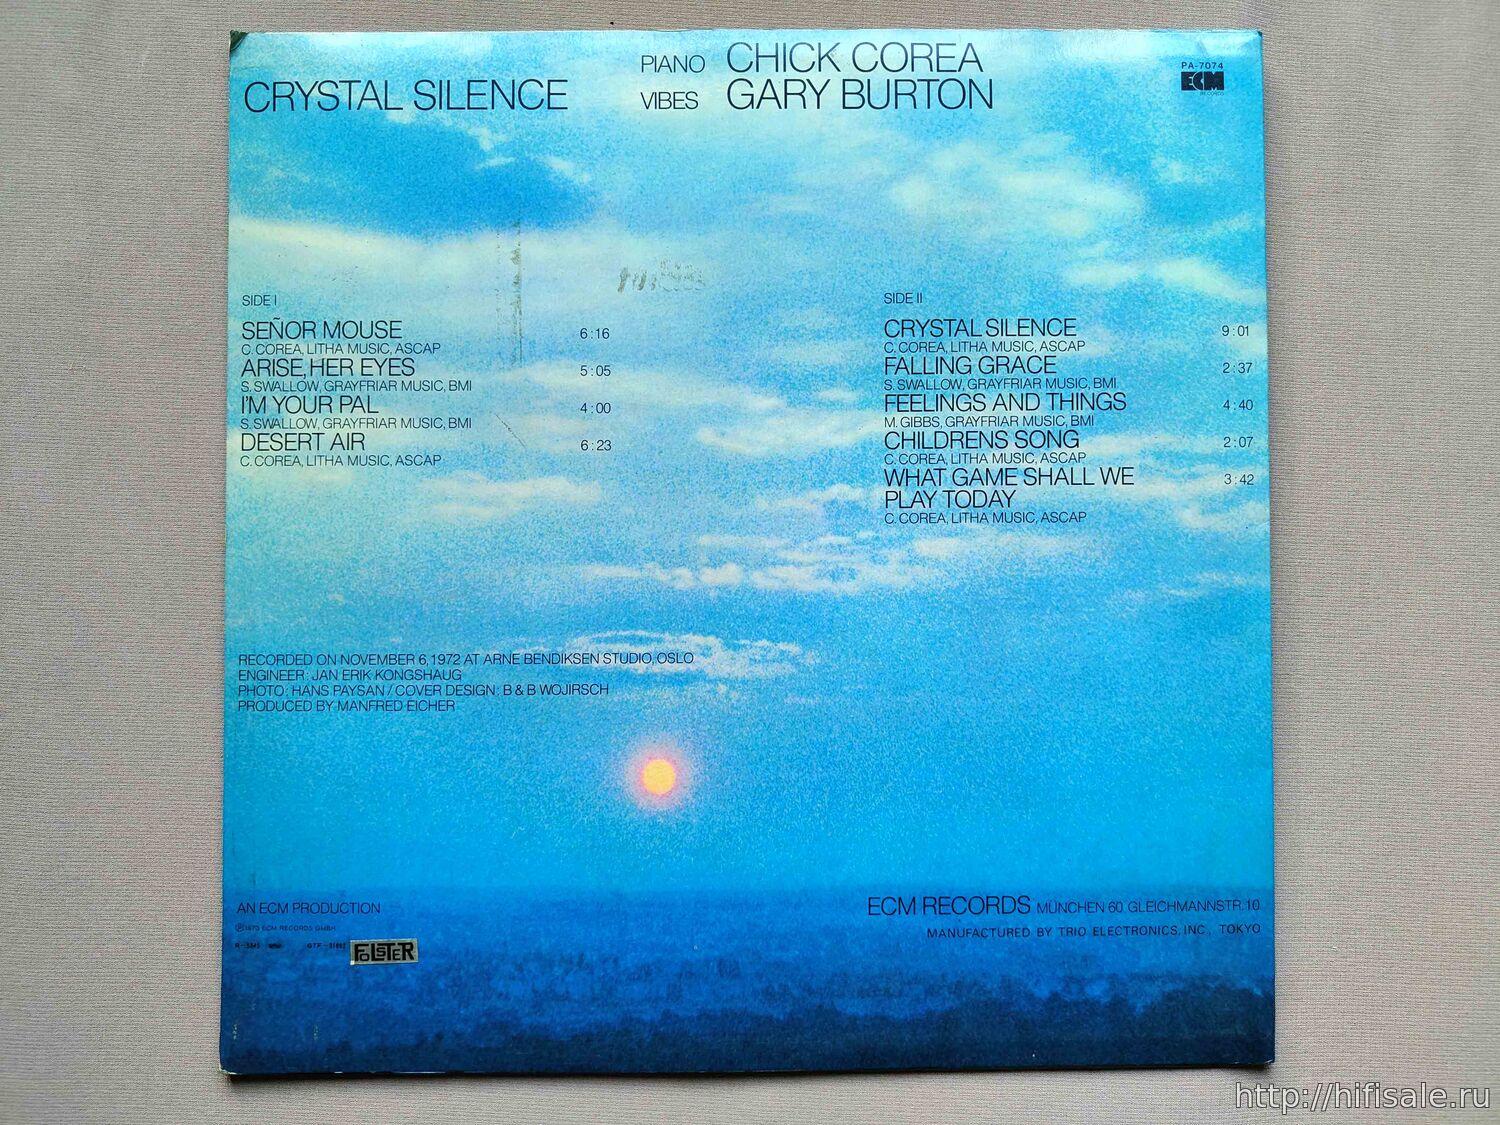 CRYSTAL SILENCE
PIANO CHICK COREA
VIBES GARY BURTON
PA-7074
ECM
RECORDS
SIDE I
SEÑOR MOUSE 6:16
C. COREA, LITHA MUSIC, ASCAP
ARISE, HER EYES 5:05
S. SWALLOW, GRAYFRIAR MUSIC, BMI
I'M YOUR PAL 4:00
S. SWALLOW, GRAYFRIAR MUSIC, BMI
DESERT AIR 6:23
C. COREA, LITHA MUSIC, ASCAP
SIDE II
CRYSTAL SILENCE 9:01
C. COREA, LITHA MUSIC, ASCAP
FALLING GRACE 2:37
S. SWALLOW, GRAYFRIAR MUSIC, BMI
FEELINGS AND THINGS 4:40
M. GIBBS, GRAYFRIAR MUSIC, BMI
CHILDRENS SONG 2:07
C. COREA, LITHA MUSIC, ASCAP
WHAT GAME SHALL WE 3:42
PLAY TODAY
C. COREA, LITHA MUSIC, ASCAP
RECORDED ON NOVEMBER 6, 1972 AT ARNE BENDIKSEN STUDIO, OSLO
ENGINEER: JAN ERIK KONGSHAUG
PHOTO: HANS PAYSAN / COVER DESIGN: B & B WOJIRSCH
PRODUCED BY MANFRED EICHER
AN ECM PRODUCTION
℗1973 ECM RECORDS GMBH
FOLSTER
ECM RECORDS MÜNCHEN 60. GLEICHMANNSTR. 10
MANUFACTURED BY TRIO ELECTRONICS, INC., TOKYO
http://hifisale.ru